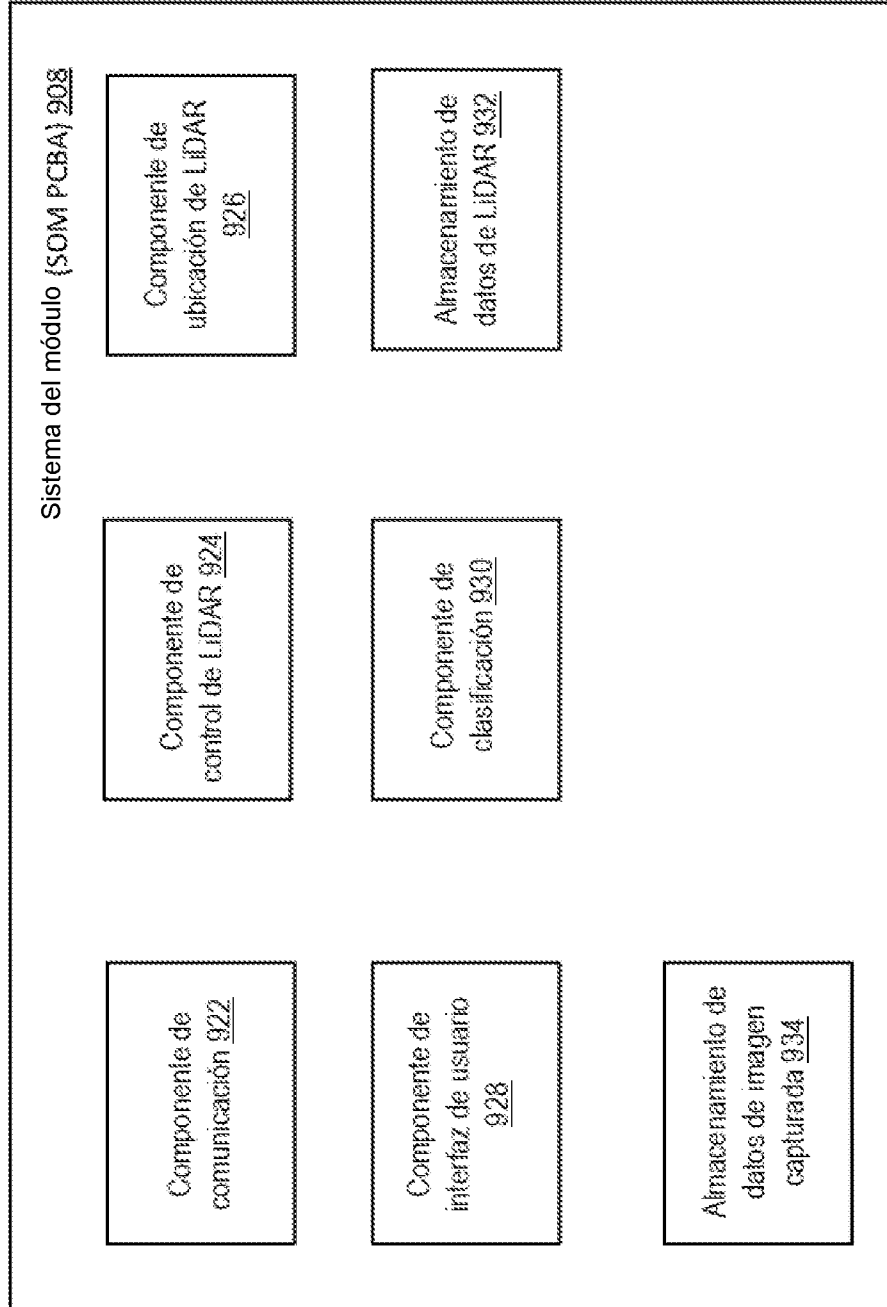 Sistema del módulo (SOM PCBA) 908
Componente de
comunicación 922
Componente de
control de LiDAR 924
Componente de
ubicación de LiDAR
926
Componente de
interfaz de usuario
928
Componente de
clasificación 930
Almacenamiento de
datos de LiDAR 932
Almacenamiento de
datos de imagen
capturada 934